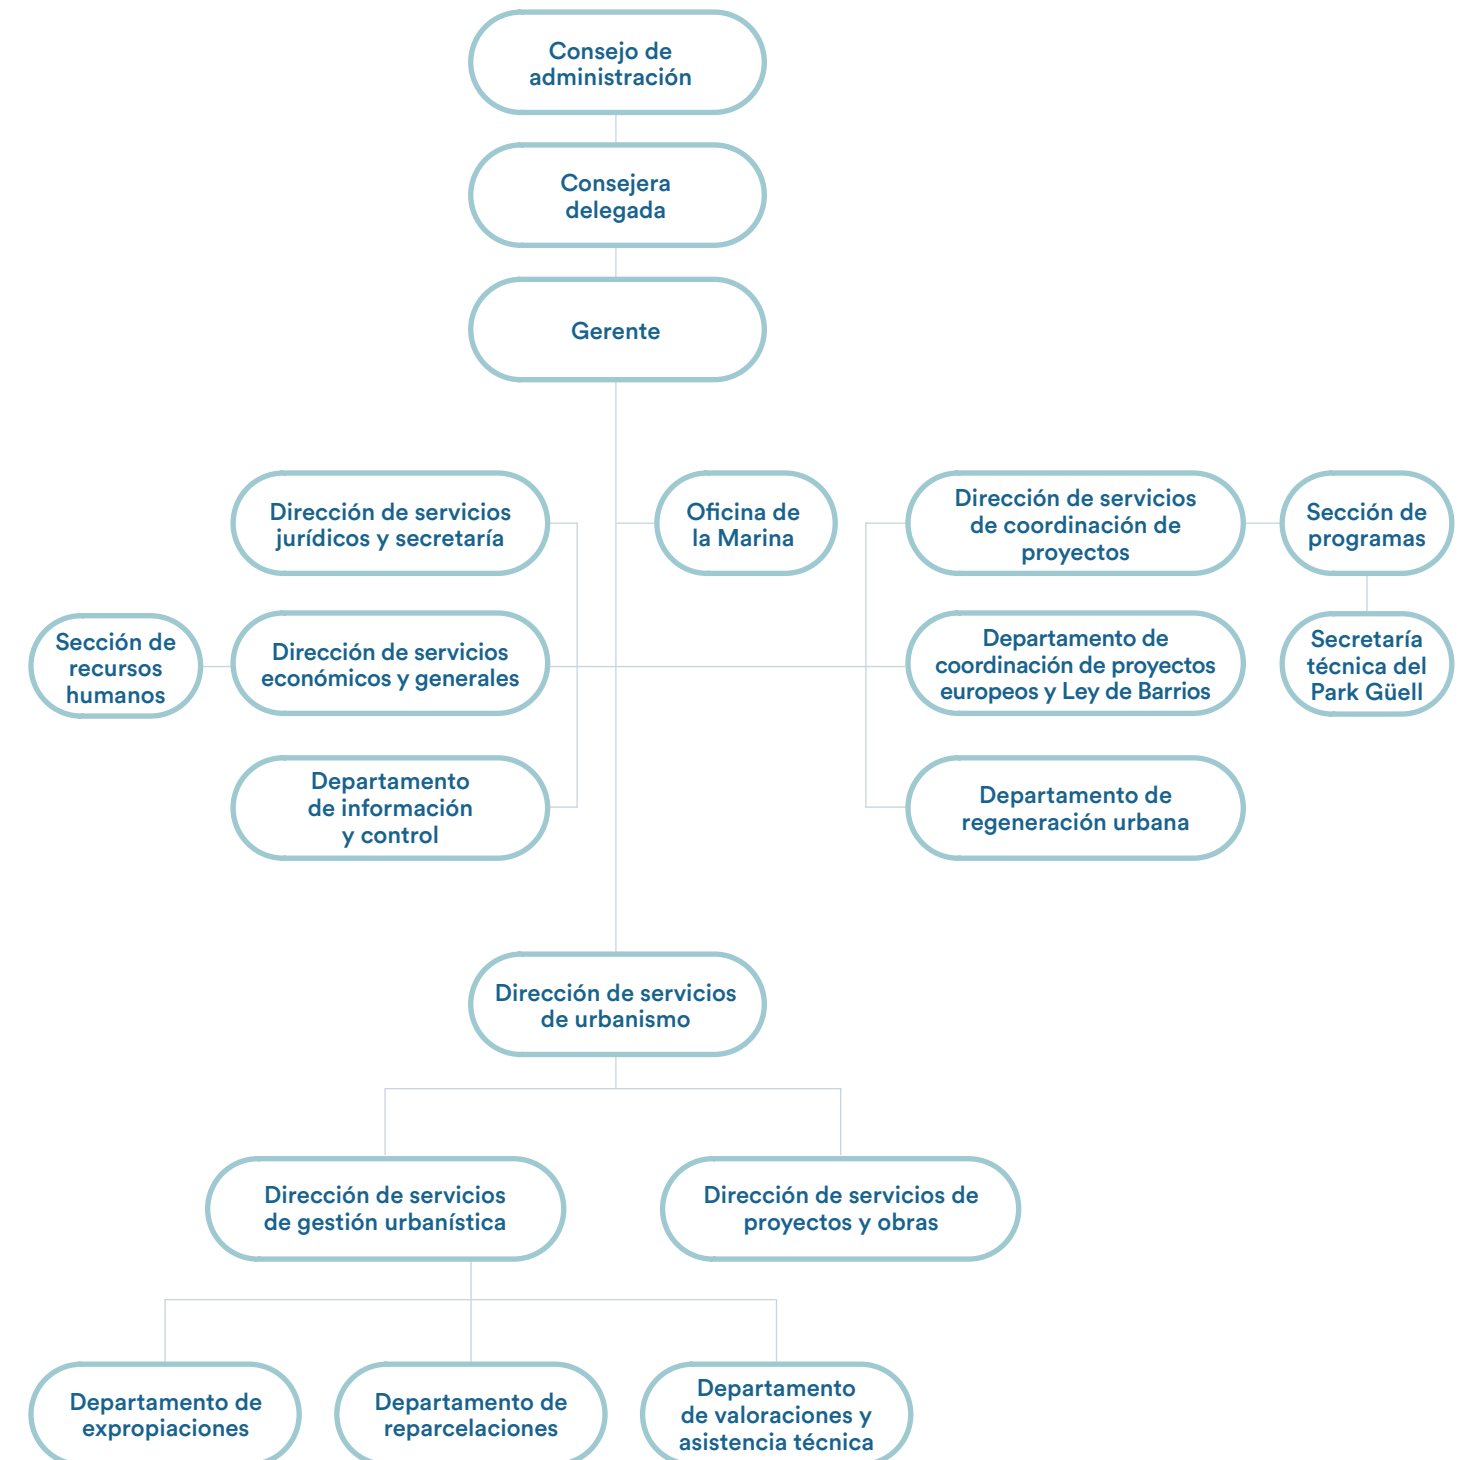 Consejo de
administración
Consejera
delegada
Gerente
Dirección de servicios
jurídicos y secretaría
Oficina de
la Marina
Dirección de servicios
de coordinación de
proyectos
Sección de
programas
Sección de
recursos
humanos
Dirección de servicios
económicos y generales
Departamento de
coordinación de proyectos
europeos y Ley de Barrios
Secretaría
técnica del
Park Güell
Departamento
de información
y control
Departamento de
regeneración urbana
Dirección de servicios
de urbanismo
Dirección de servicios
de gestión urbanística
Dirección de servicios de
proyectos y obras
Departamento de
expropiaciones
Departamento de
reparcelaciones
Departamento
de valoraciones y
asistencia técnica